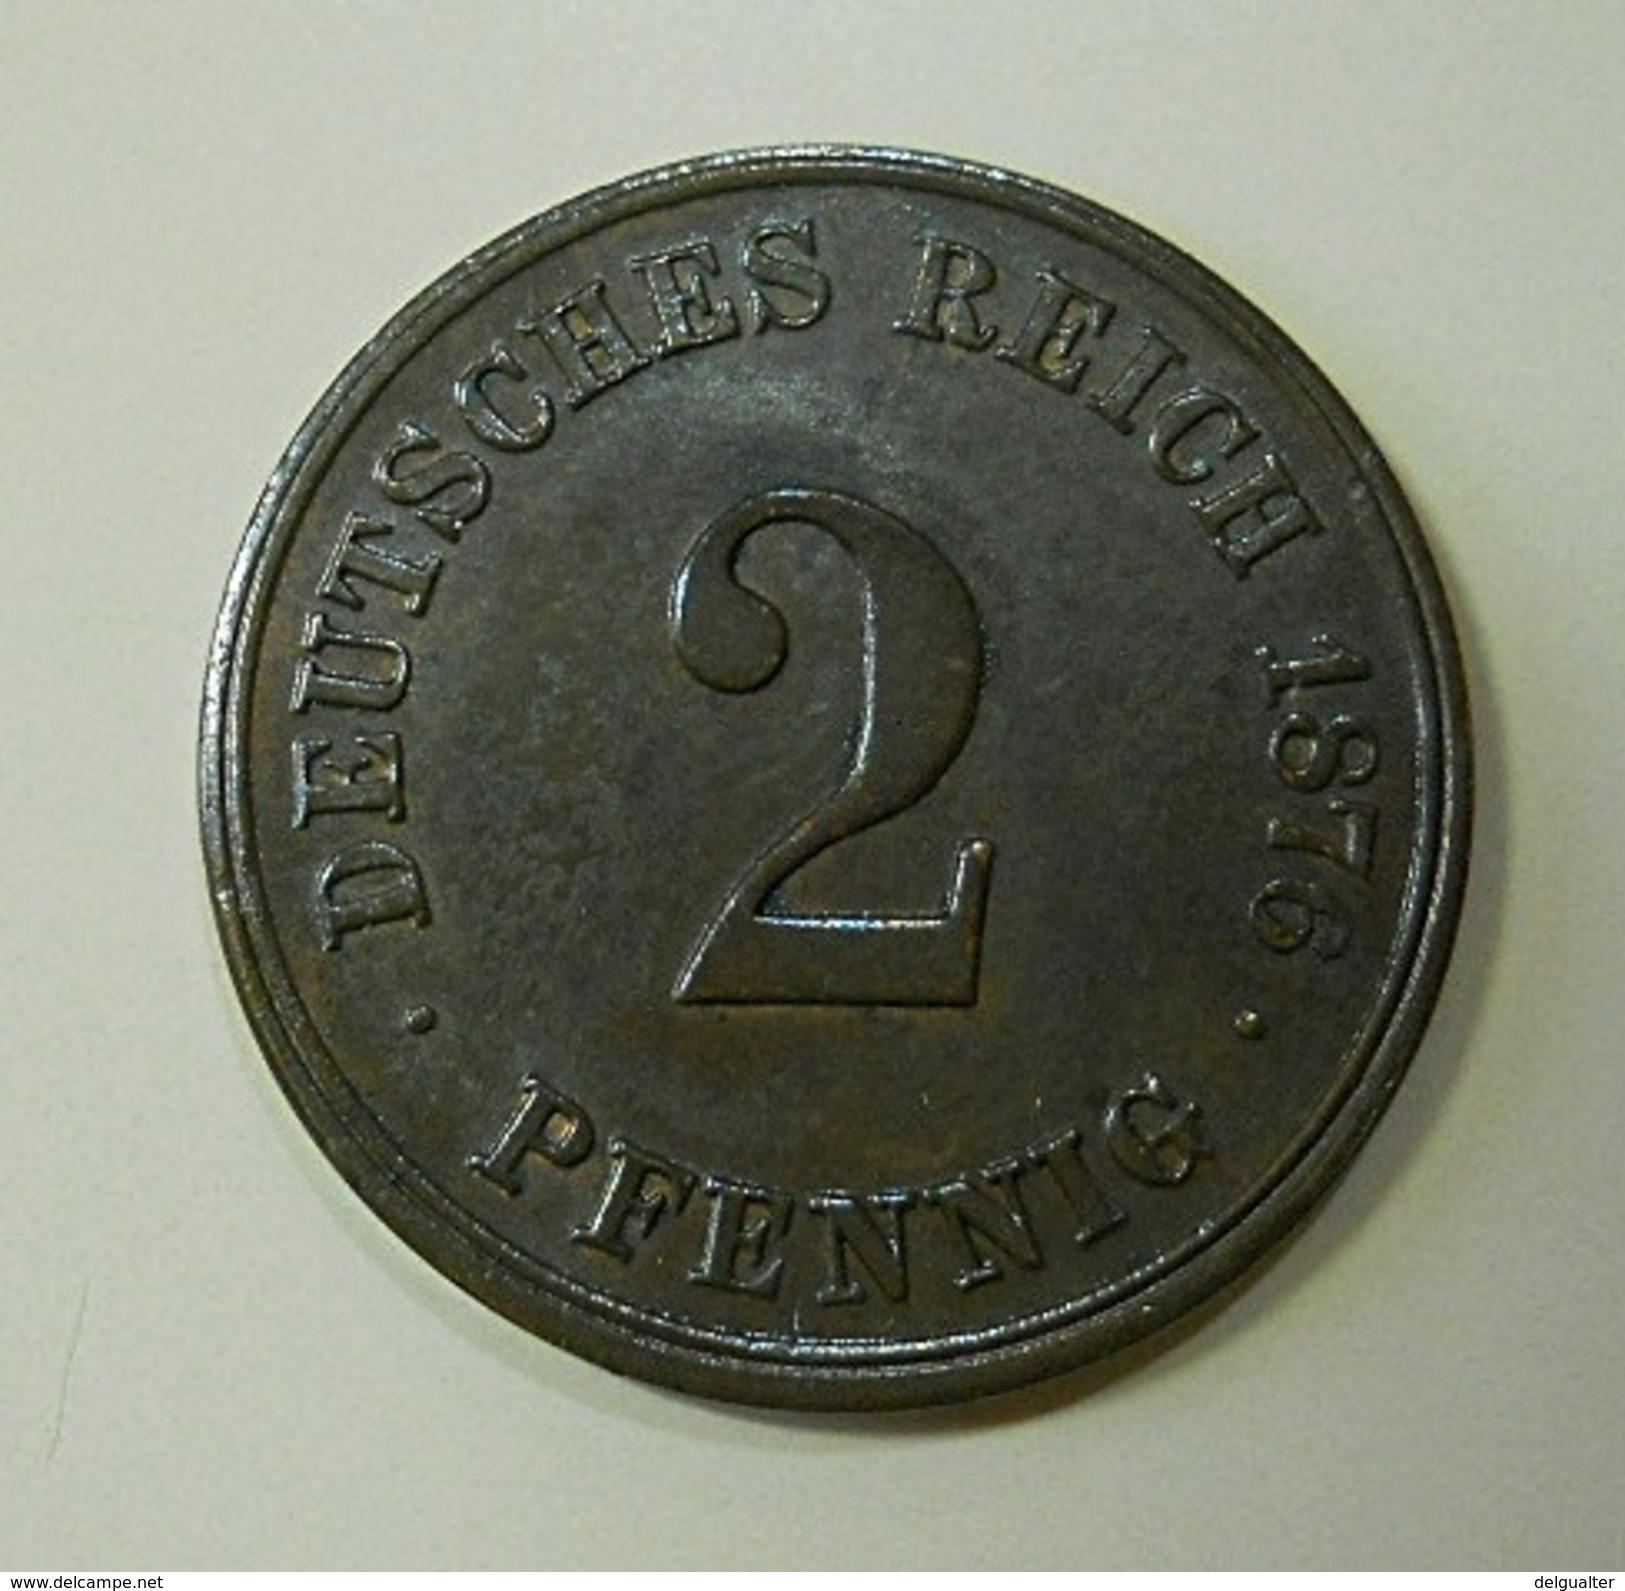 DEUTSCHES REICH 1876
2
PFENNIG
www.delcampe.net
delgualter